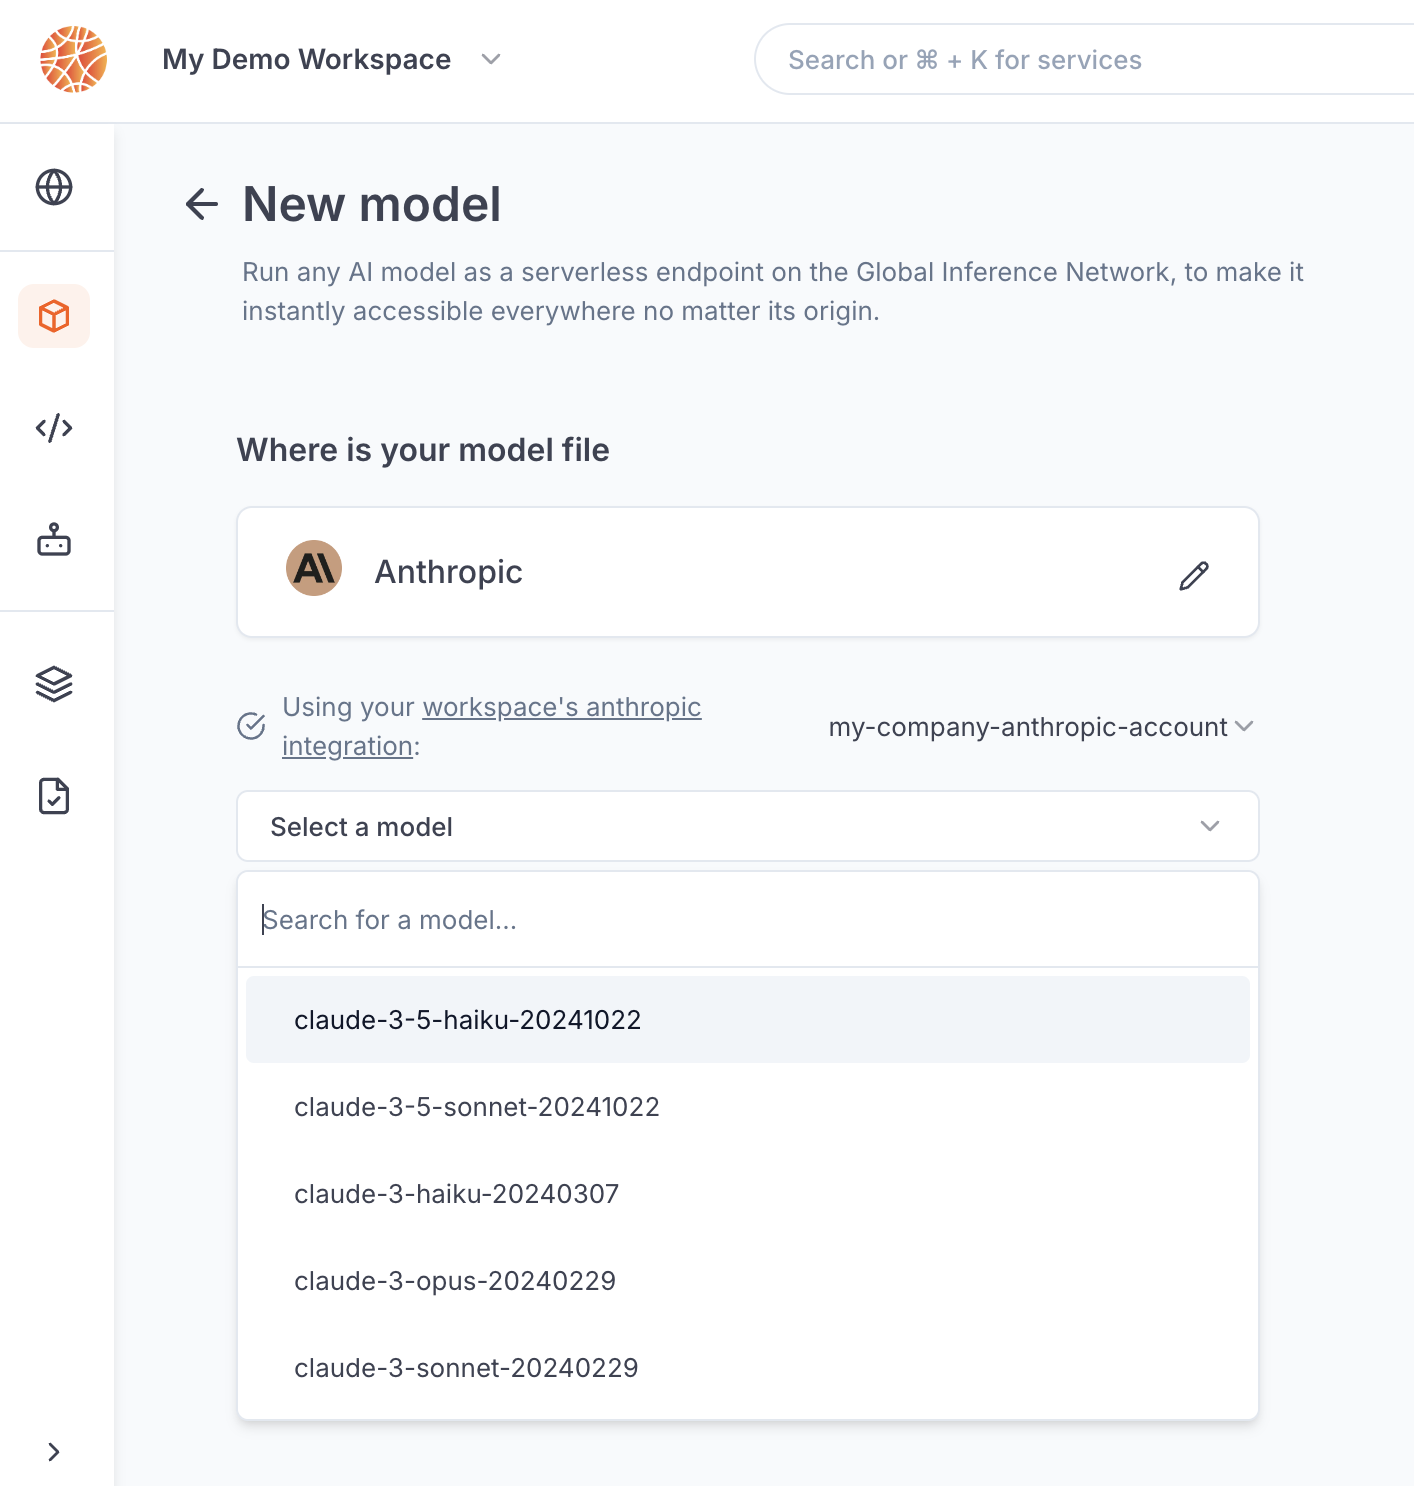 My Demo Workspace
Search or ⌘ + K for services
New model
Run any AI model as a serverless endpoint on the Global Inference Network, to make it
instantly accessible everywhere no matter its origin.
Where is your model file
Anthropic
Using your workspace's anthropic
integration:
my-company-anthropic-account
Select a model
Search for a model...
claude-3-5-haiku-20241022
claude-3-5-sonnet-20241022
claude-3-haiku-20240307
claude-3-opus-20240229
claude-3-sonnet-20240229